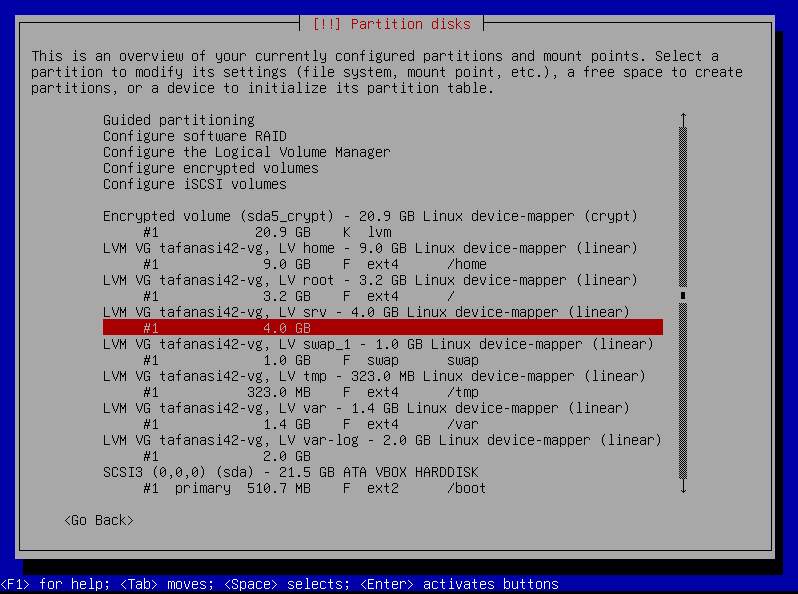 [!!] Partition disks
This is an overview of your currently configured partitions and mount points. Select a
partition to modify its settings (file system, mount point, etc.), a free space to create
partitions, or a device to initialize its partition table.
Guided partitioning
Configure software RAID
Configure the Logical Volume Manager
Configure encrypted volumes
Configure iSCSI volumes
Encrypted volume (sda5_crypt) - 20.9 GB Linux device-mapper (crypt)
#1 20.9 GB K lvm
LVM VG tafanasi42-vg, LV home - 9.0 GB Linux device-mapper (linear)
#1 9.0 GB F ext4 /home
LVM VG tafanasi42-vg, LV root - 3.2 GB Linux device-mapper (linear)
#1 3.2 GB F ext4 /
LVM VG tafanasi42-vg, LV srv - 4.0 GB Linux device-mapper (linear)
#1 4.0 GB
LVM VG tafanasi42-vg, LV swap_1 - 1.0 GB Linux device-mapper (linear)
#1 1.0 GB F swap swap
LVM VG tafanasi42-vg, LV tmp - 323.0 MB Linux device-mapper (linear)
#1 323.0 MB F ext4 /tmp
LVM VG tafanasi42-vg, LV var - 1.4 GB Linux device-mapper (linear)
#1 1.4 GB F ext4 /var
LVM VG tafanasi42-vg, LV var-log - 2.0 GB Linux device-mapper (linear)
#1 2.0 GB
SCSI3 (0,0,0) (sda) - 21.5 GB ATA VBOX HARDDISK
#1 primary 510.7 MB F ext2 /boot
<Go Back>
<F1> for help; <Tab> moves; <Space> selects; <Enter> activates buttons